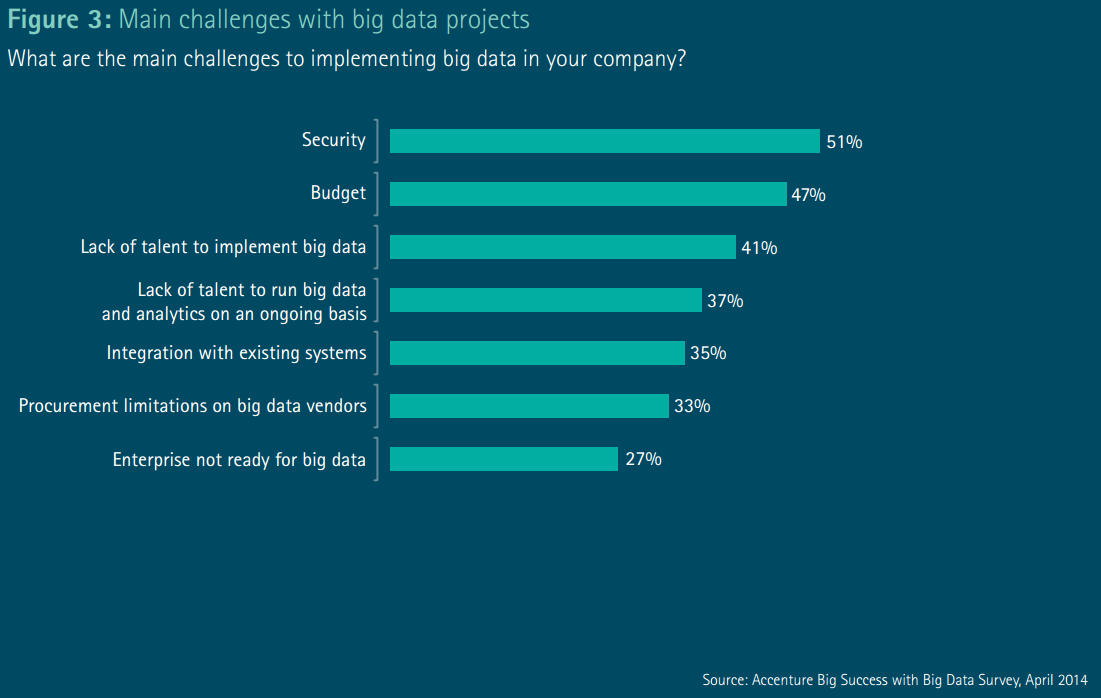 Figure 3: Main challenges with big data projects
What are the main challenges to implementing big data in your company?
Security 51%
Budget 47%
Lack of talent to implement big data 41%
Lack of talent to run big data
and analytics on an ongoing basis 37%
Integration with existing systems 35%
Procurement limitations on big data vendors 33%
Enterprise not ready for big data 27%
Source: Accenture Big Success with Big Data Survey, April 2014